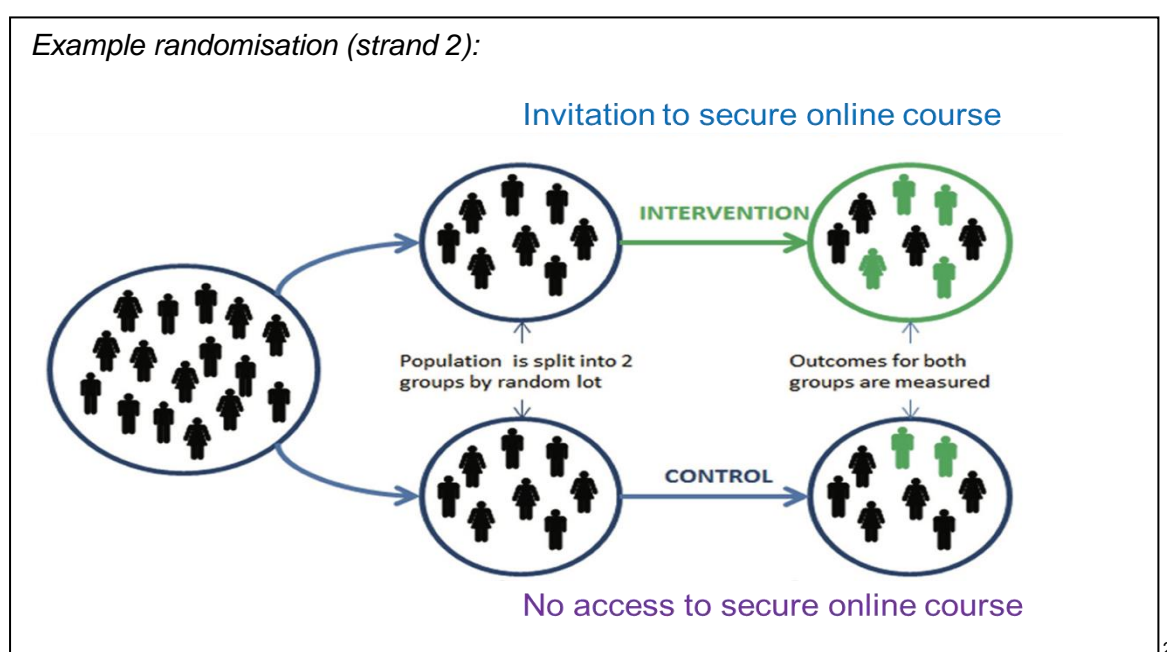 Example randomisation (strand 2):
Invitation to secure online course
INTERVENTION
Population is split into 2
groups by random lot
Outcomes for both
groups are measured
CONTROL
No access to secure online course